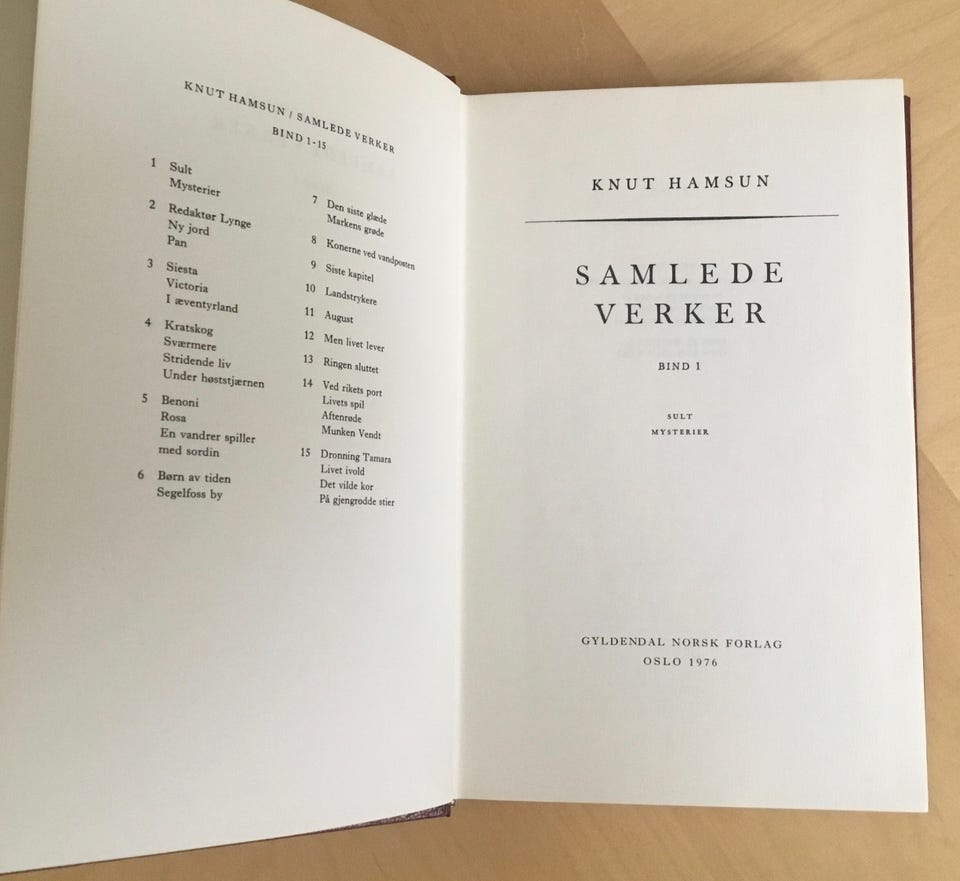 KNUT HAMSUN / SAMLEDE VERKER
BIND 1-15
1 Sult
Mysterier
2 Redaktør Lynge
Ny jord
Pan
3 Siesta
Victoria
I æventyrland
4 Kratskog
Sværmere
Stridende liv
Under høststjærnen
5 Benoni
Rosa
En vandrer spiller
med sordin
6 Børn av tiden
Segelfoss by
7 Den siste glæde
Markens grøde
8 Konerne ved vandposten
9 Siste kapitel
10 Landstrykere
11 August
12 Men livet lever
13 Ringen sluttet
14 Ved rikets port
Livets spil
Aftenrøde
Munken Vendt
15 Dronning Tamara
Livet ivold
Det vilde kor
På gjengrodde stier
KNUT HAMSUN
SAMLEDE
VERKER
BIND 1
SULT
MYSTERIER
GYLDENDAL NORSK FORLAG
OSLO 1976